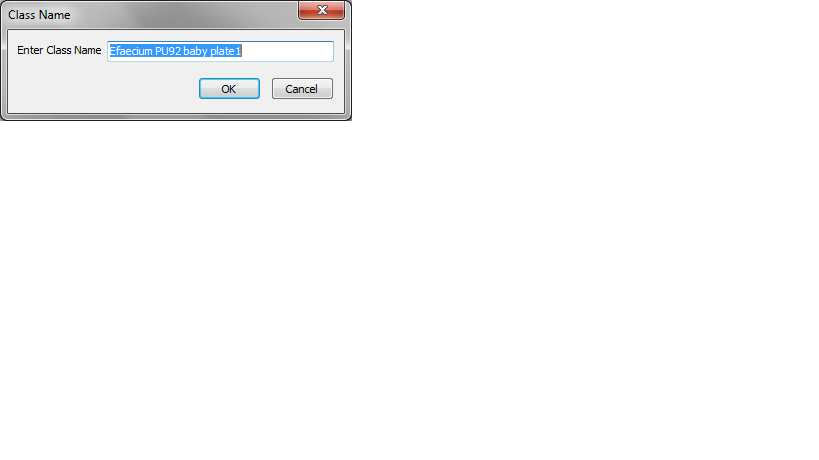 Class Name
Enter Class Name Efaecium PU92 baby plate1
OK Cancel